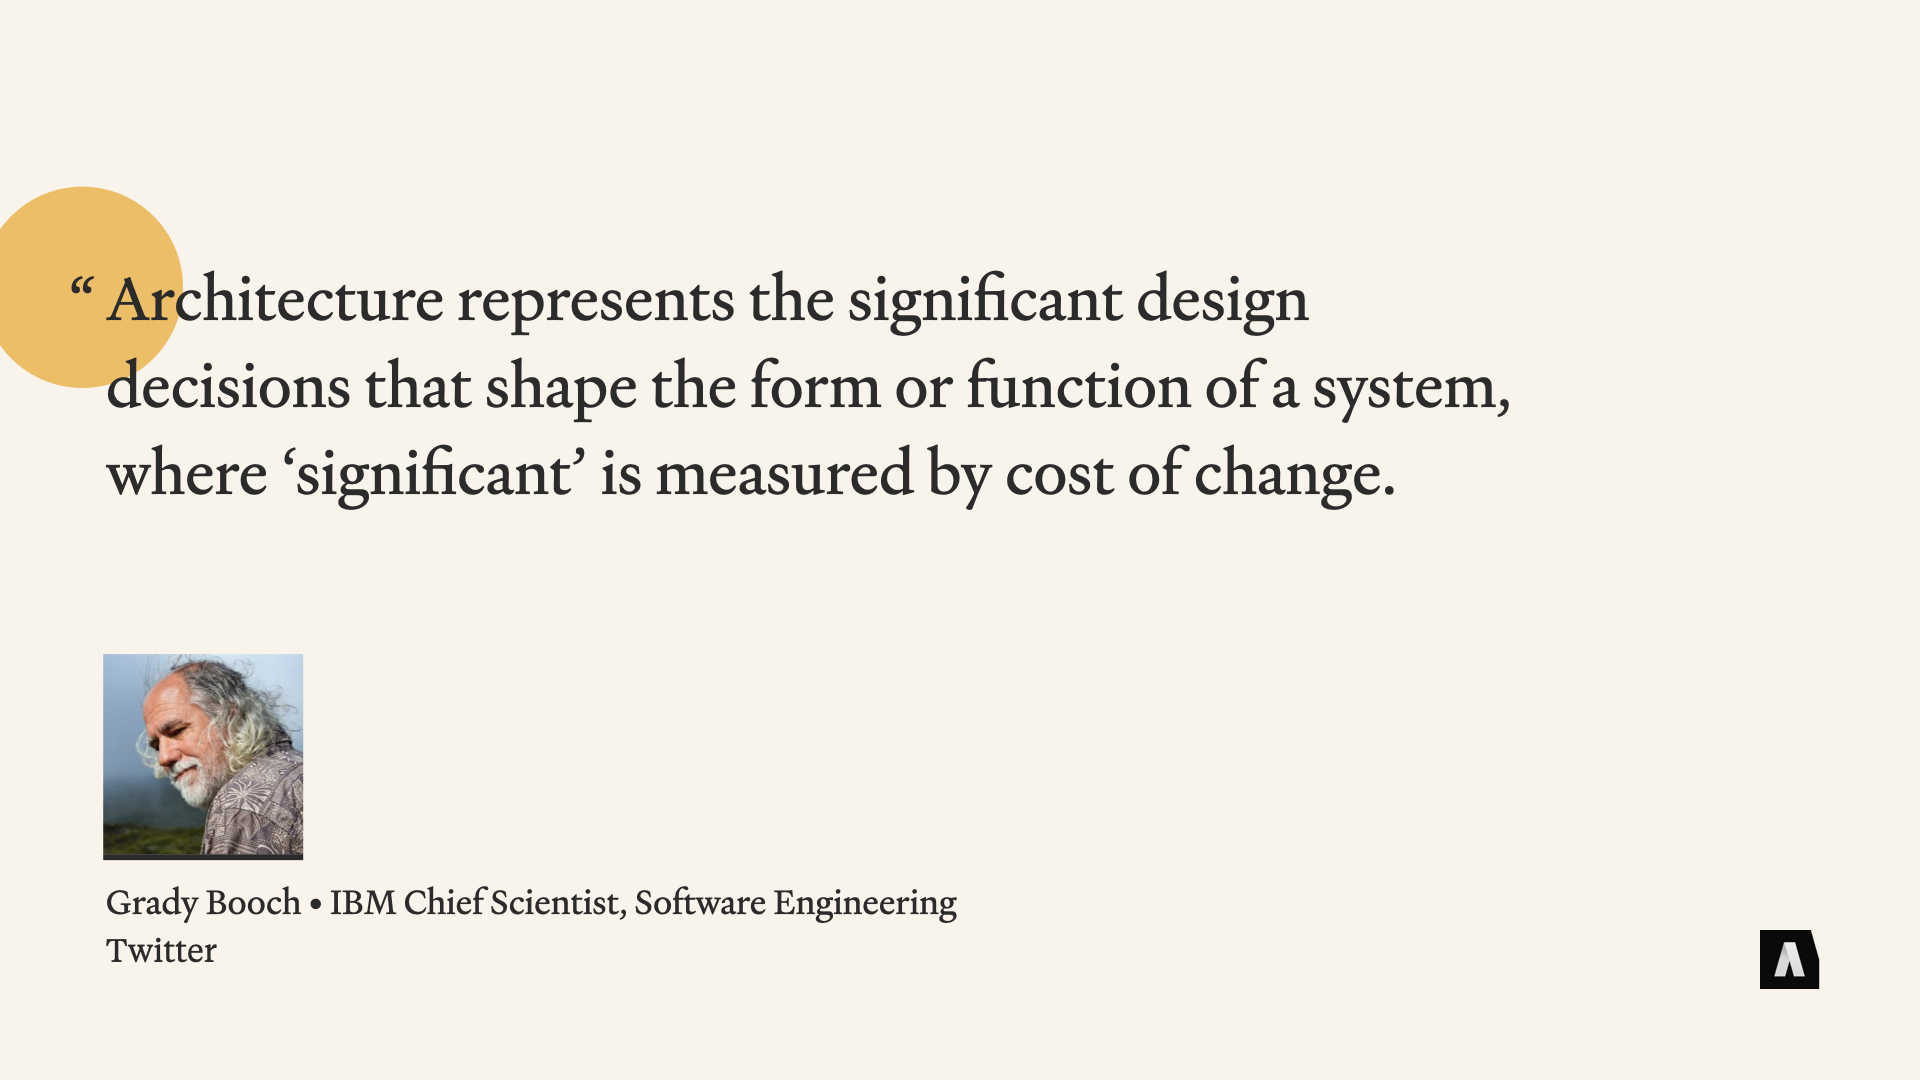 “ Architecture represents the significant design
decisions that shape the form or function of a system,
where ‘significant’ is measured by cost of change.
Grady Booch • IBM Chief Scientist, Software Engineering
Twitter